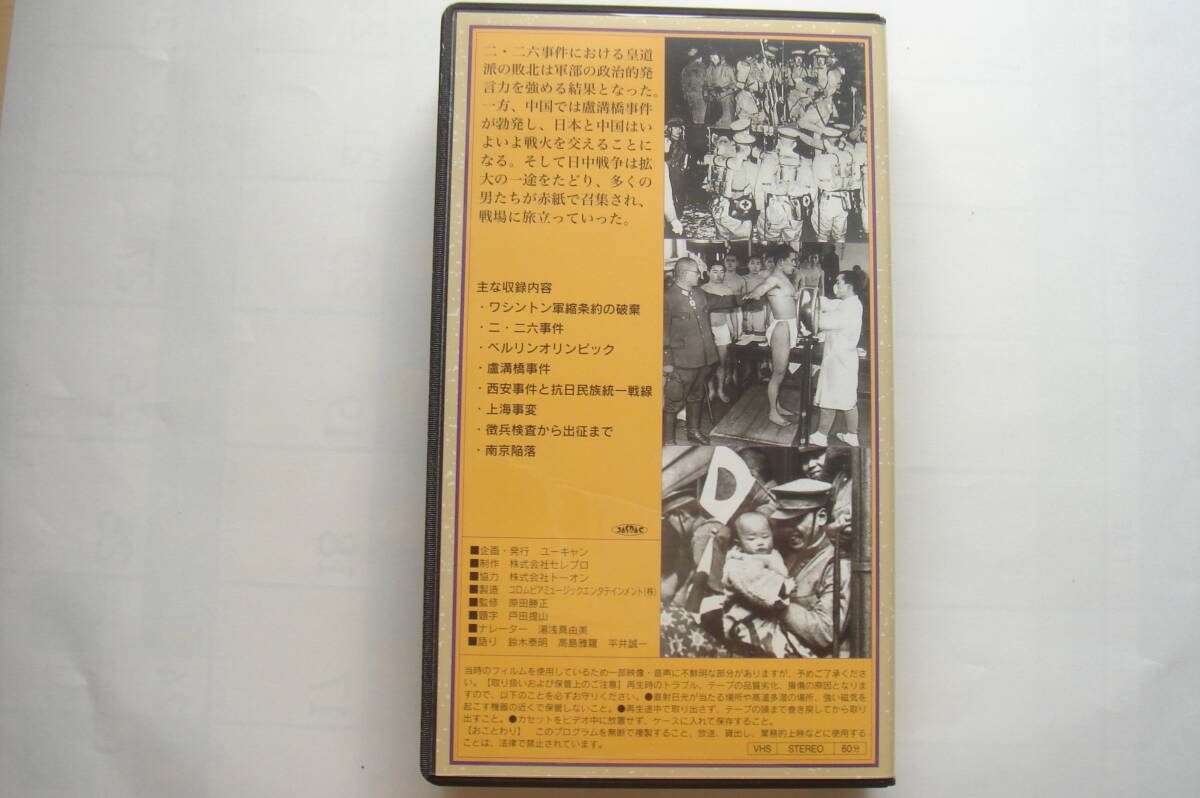 二・二六事件における皇道
派の敗北は軍部の政治的発
言力を強める結果となった。
一方、中国では盧溝橋事件
が勃発し、日本と中国はい
よいよ戦火を交えることに
なる。そして日中戦争は拡
大の一途をたどり、多くの
男たちが赤紙で召集され、
戦場に旅立っていった。
主な収録内容
・ワシントン軍縮条約の破棄
・二・二六事件
・ベルリンオリンピック
・盧溝橋事件
・西安事件と抗日民族統一戦線
・上海事変
・徴兵検査から出征まで
・南京陥落
JASRAC
■企画・発行 ユーキャン
■制作 株式会社セレブロ
■協力 株式会社トーオン
■製造 コロムビアミュージックエンタテインメント(株)
■監修 原田勝正
■題字 戸田提山
■ナレーター 湯浅真由美
■語り 鈴木泰明 高島雅羅 平井誠一
当時のフィルムを使用しているため一部映像・音声に不鮮明な部分がありますが、予めご了承くださ
い。【取り扱いおよび保管上のご注意】再生時のトラブル、テープの品質劣化、損傷の原因となりま
すので、以下のことを必ずお守りください。●直射日光が当たる場所や高温多湿の場所、強い磁気を
起こす機器の近くで保管しないこと。●再生途中で取り出さず、テープの頭まで巻き戻してから取り
出すこと。●カセットをビデオ中に放置せず、ケースに入れて保存すること。
【おことわり】 このプログラムを無断で複製すること、放送、貸出し、業務的上映などに使用する
ことは、法律で禁止されています。
VHS STEREO 60分